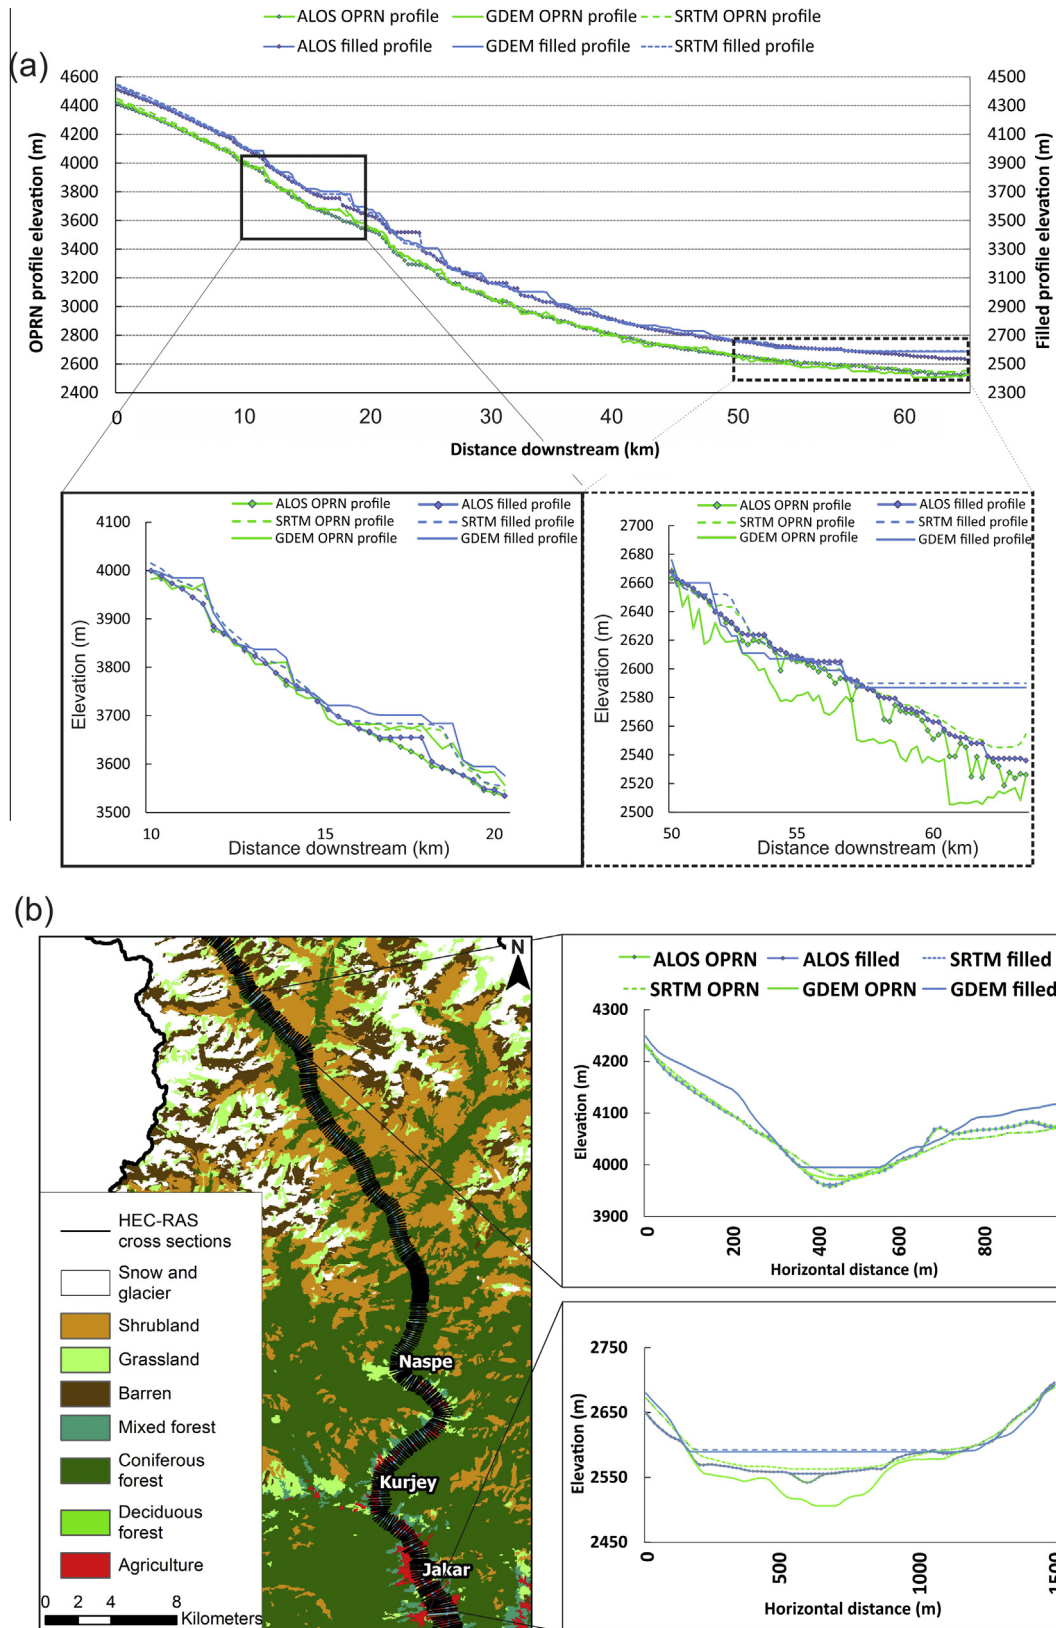 ALOS OPRN profile GDEM OPRN profile SRTM OPRN profile
ALOS filled profile GDEM filled profile SRTM filled profile
(a)
4600 4500
4400 4300
4200 4100
4000 3900
3800 3700
3600 3500
3400 3300
3200 3100
3000 2900
2800 2700
2600 2500
2400 2300
OPRN profile elevation (m)
Filled profile elevation (m)
0 10 20 30 40 50 60
Distance downstream (km)
ALOS OPRN profile ALOS filled profile
SRTM OPRN profile SRTM filled profile
GDEM OPRN profile GDEM filled profile
4100
4000
3900
3800
3700
3600
3500
Elevation (m)
10 15 20
Distance downstream (km)
ALOS OPRN profile ALOS filled profile
SRTM OPRN profile SRTM filled profile
GDEM OPRN profile GDEM filled profile
2700
2680
2660
2640
2620
2600
2580
2560
2540
2520
2500
Elevation (m)
50 55 60
Distance downstream (km)
(b)
N
HEC-RAS
cross sections
Snow and
glacier
Shrubland
Grassland
Barren
Mixed forest
Coniferous
forest
Deciduous
forest
Agriculture
0 2 4 8
Kilometers
Naspe
Kurjey
Jakar
ALOS OPRN ALOS filled SRTM filled
SRTM OPRN GDEM OPRN GDEM filled
4300
4200
4100
4000
3900
Elevation (m)
0 200 400 600 800
Horizontal distance (m)
2750
2650
2550
2450
Elevation (m)
0 500 1000 1500
Horizontal distance (m)